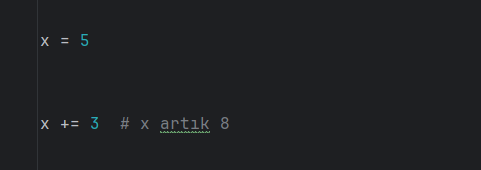 x = 5
x += 3  # x artık 8